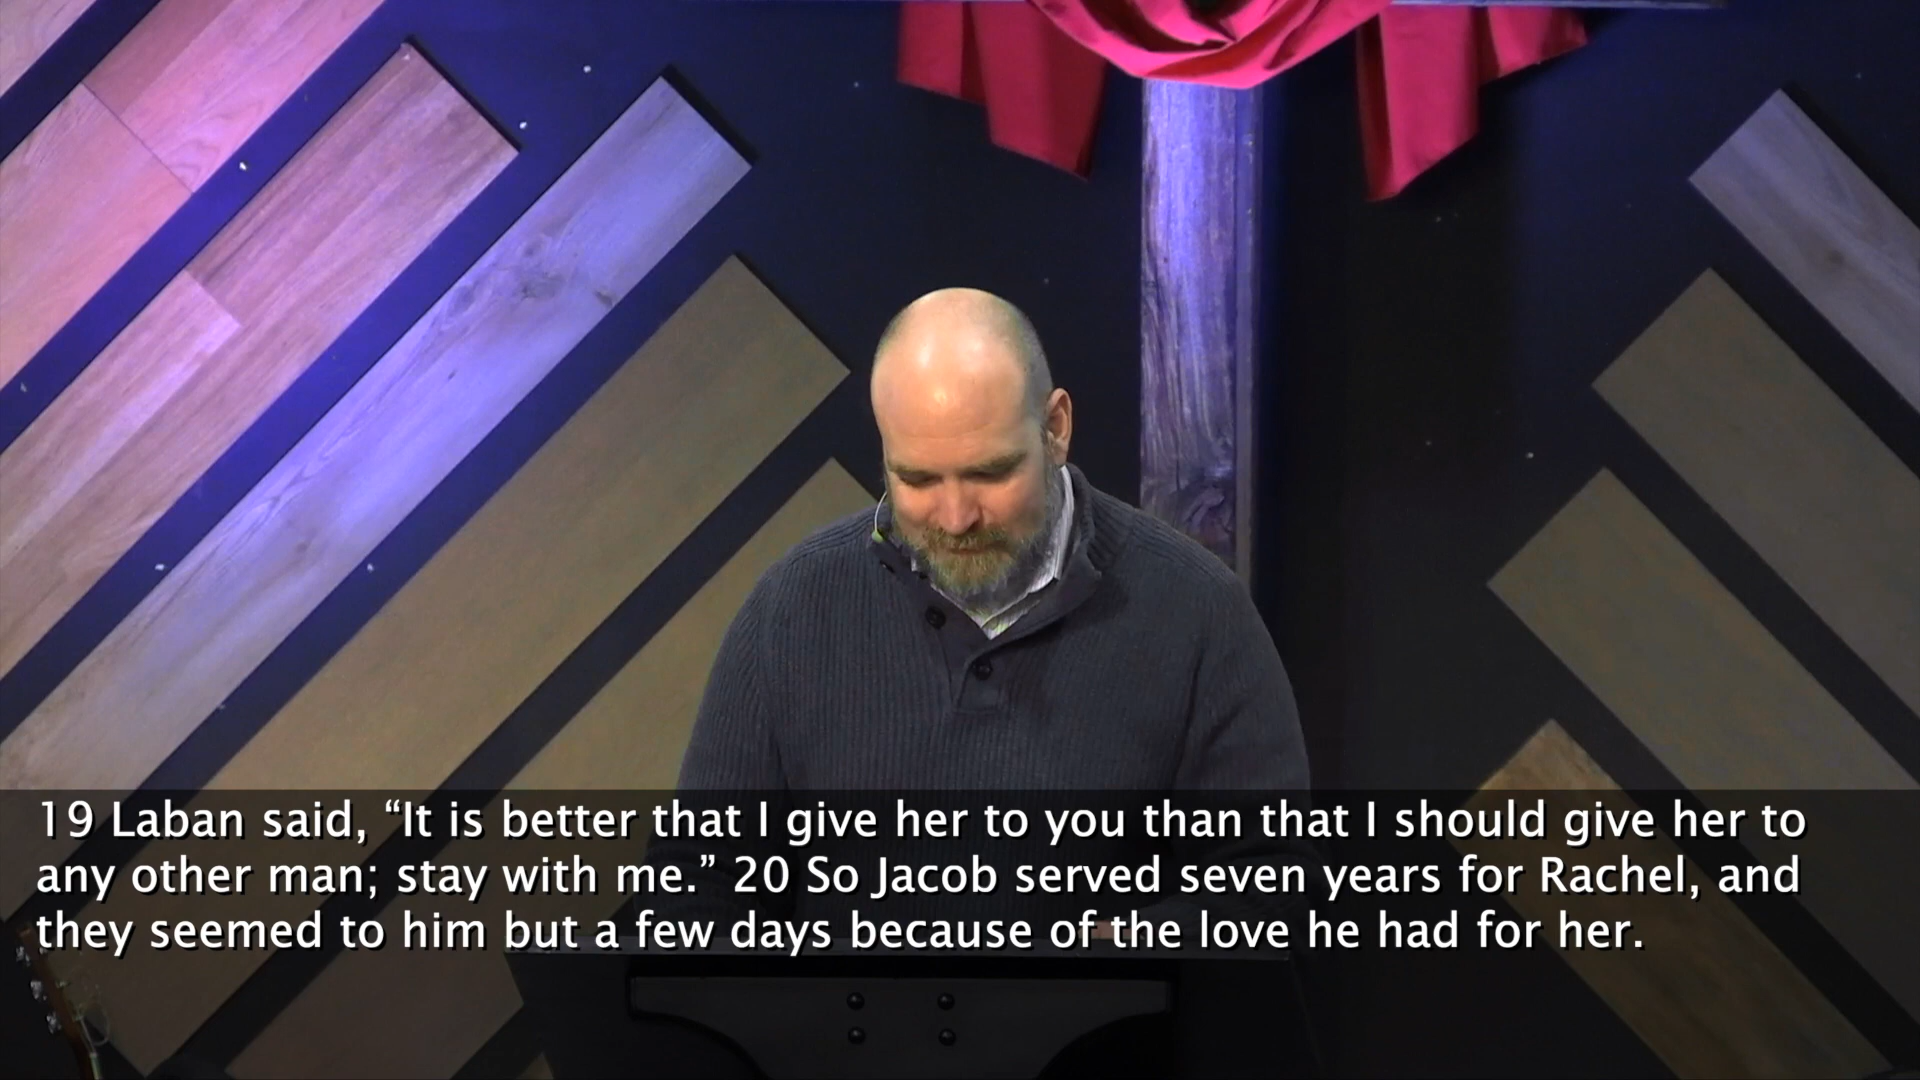 19 Laban said, “It is better that I give her to you than that I should give her to
any other man; stay with me.” 20 So Jacob served seven years for Rachel, and
they seemed to him but a few days because of the love he had for her.